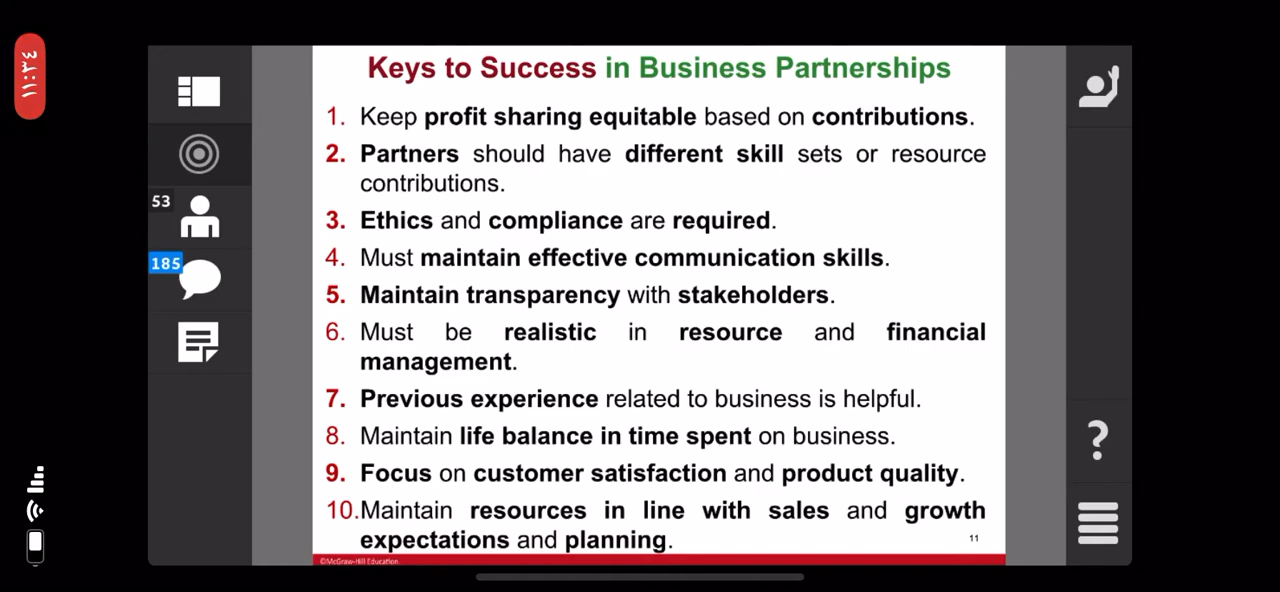 ٣:٤٨:١١
Keys to Success in Business Partnerships
1. Keep profit sharing equitable based on contributions.
2. Partners should have different skill sets or resource
contributions.
53
3. Ethics and compliance are required.
4. Must maintain effective communication skills.
185
5. Maintain transparency with stakeholders.
6. Must be realistic in resource and financial
management.
7. Previous experience related to business is helpful.
8. Maintain life balance in time spent on business.
?
9. Focus on customer satisfaction and product quality.
10.Maintain resources in line with sales and growth
expectations and planning.
11
©McGraw-Hill Education.